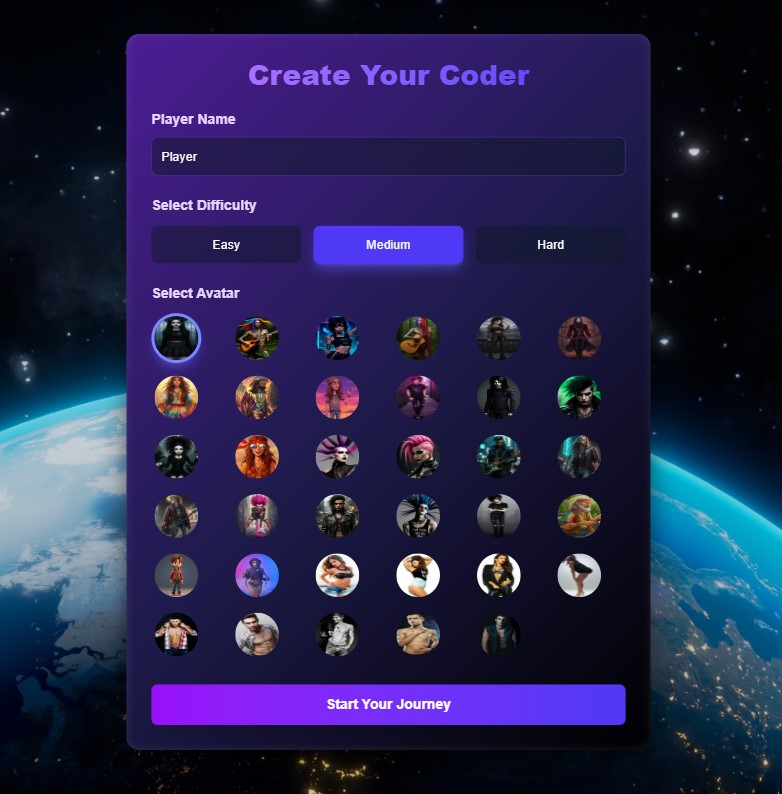 Create Your Coder
Player Name
Player
Select Difficulty
Easy Medium Hard
Select Avatar
Start Your Journey